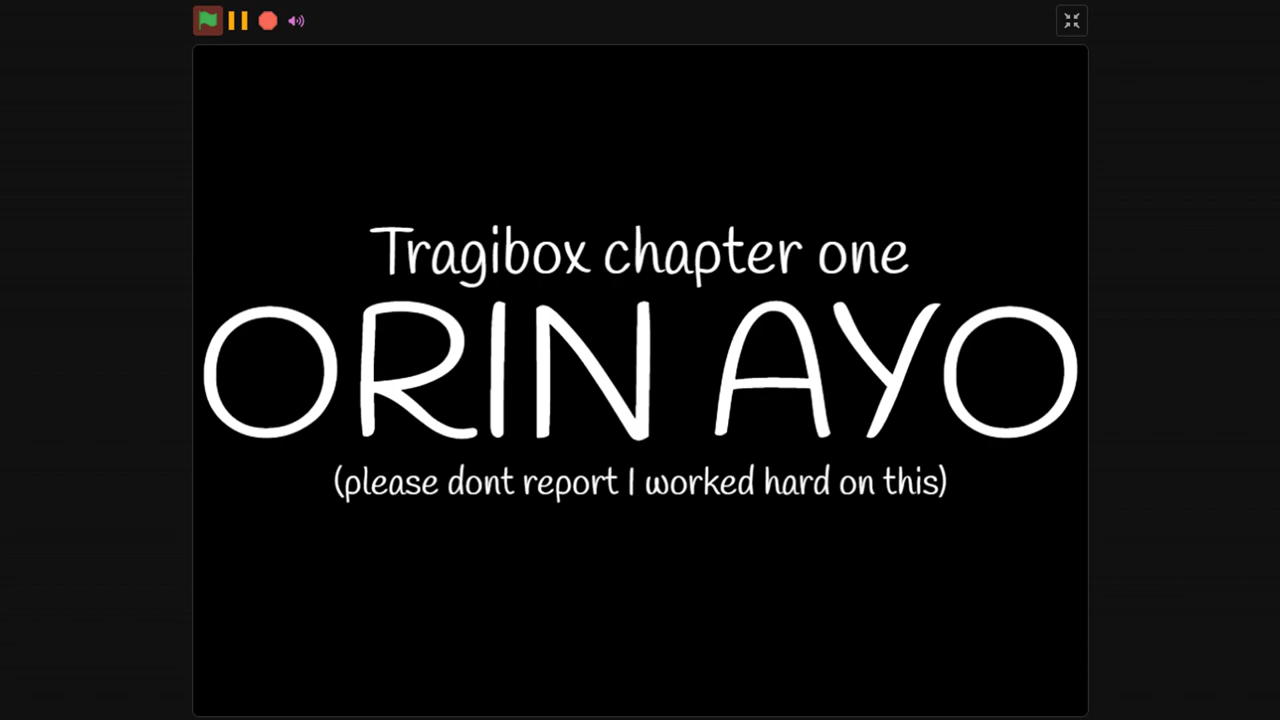 Tragibox chapter one
ORIN AYO
(please dont report I worked hard on this)